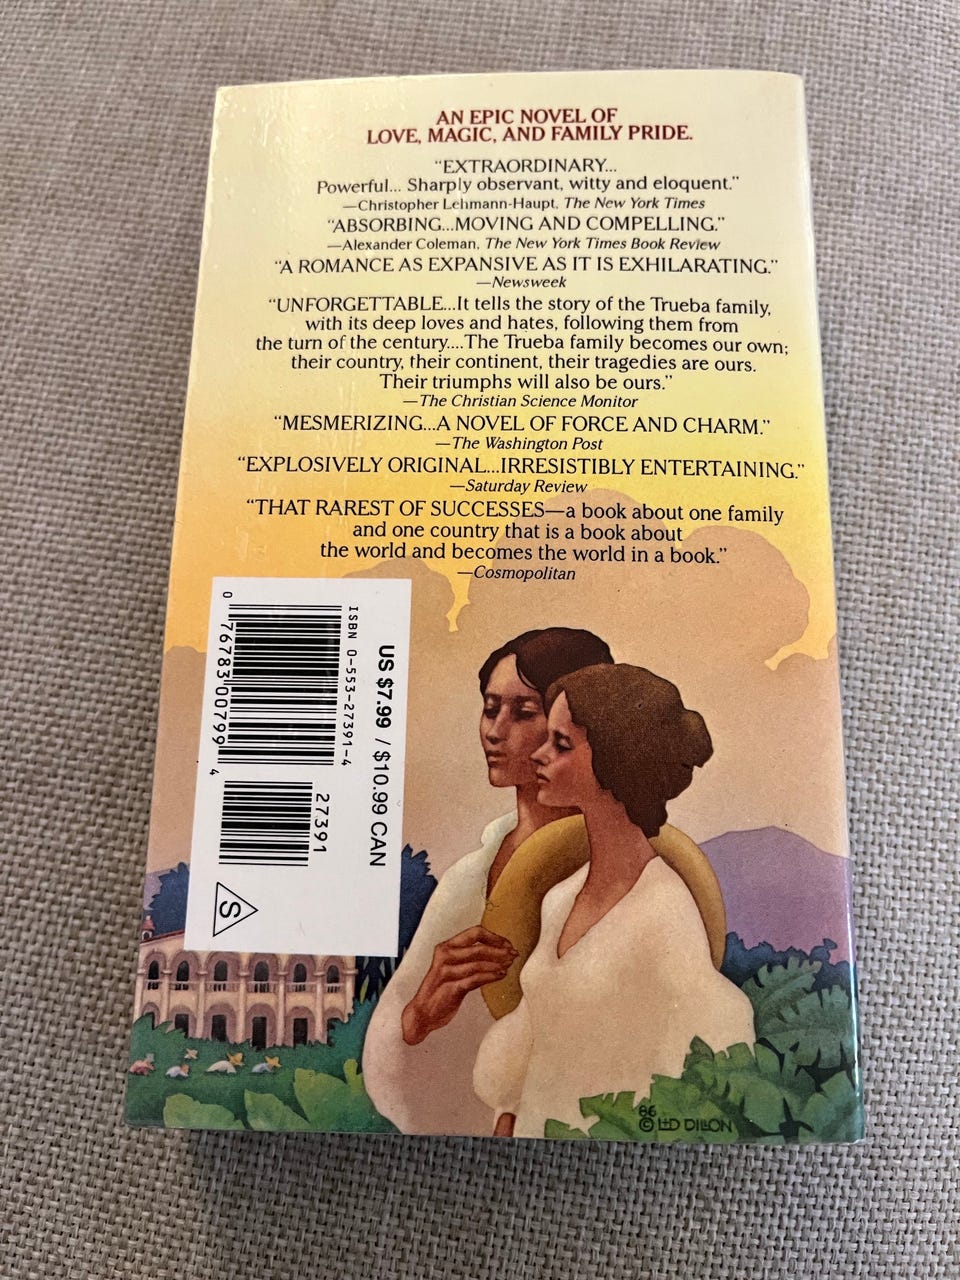 AN EPIC NOVEL OF
LOVE, MAGIC, AND FAMILY PRIDE.
“EXTRAORDINARY...
Powerful... Sharply observant, witty and eloquent.”
—Christopher Lehmann-Haupt, The New York Times
“ABSORBING...MOVING AND COMPELLING.”
—Alexander Coleman, The New York Times Book Review
“A ROMANCE AS EXPANSIVE AS IT IS EXHILARATING.”
—Newsweek
“UNFORGETTABLE...It tells the story of the Trueba family,
with its deep loves and hates, following them from
the turn of the century....The Trueba family becomes our own;
their country, their continent, their tragedies are ours.
Their triumphs will also be ours.”
—The Christian Science Monitor
“MESMERIZING...A NOVEL OF FORCE AND CHARM.”
—The Washington Post
“EXPLOSIVELY ORIGINAL...IRRESISTIBLY ENTERTAINING.”
—Saturday Review
“THAT RAREST OF SUCCESSES—a book about one family
and one country that is a book about
the world and becomes the world in a book.”
—Cosmopolitan
US $7.99 / $10.99 CAN
ISBN 0-553-27391-4
27391
0 76783 00799 4
S
86
© L+D DILLON